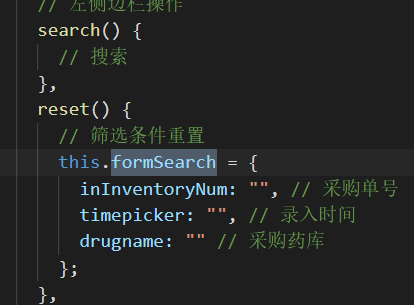 // 左侧边栏操作
search() {
// 搜索
},
reset() {
// 筛选条件重置
this.formSearch = {
inInventoryNum: "", // 采购单号
timepicker: "", // 录入时间
drugname: "" // 采购药库
};
},